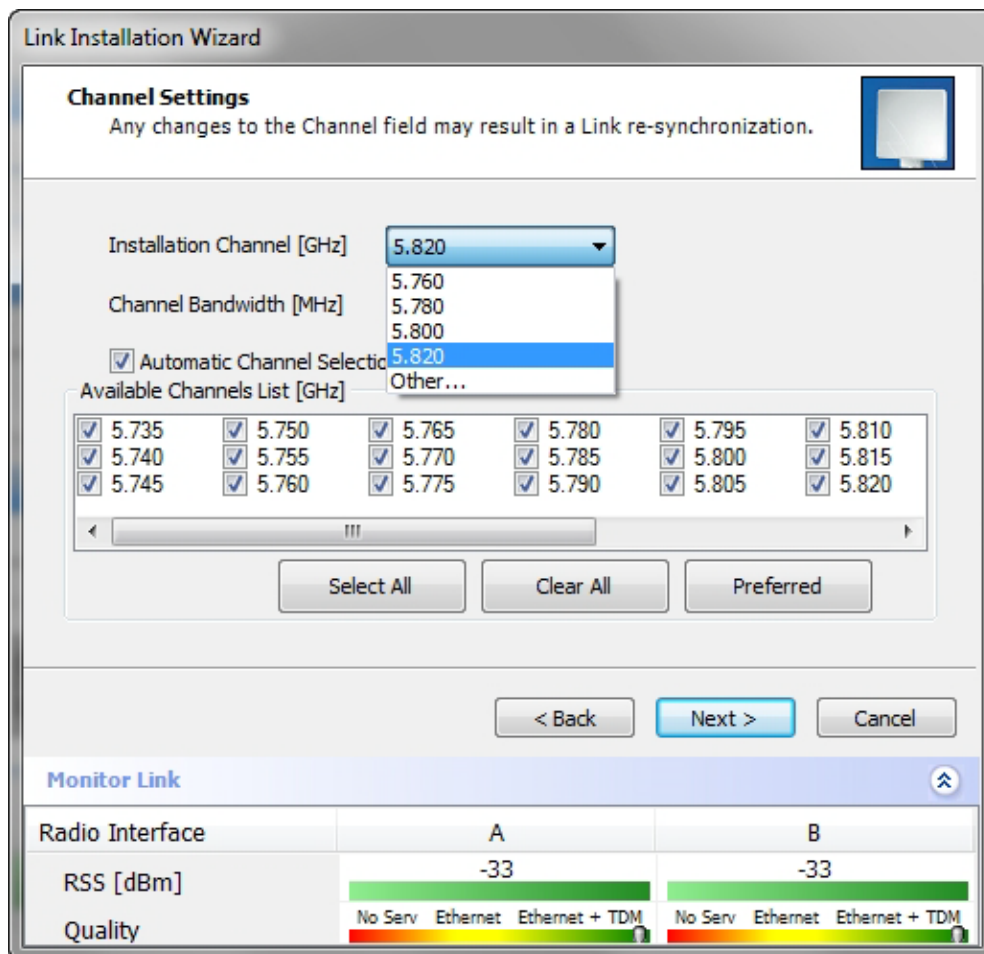 Link Installation Wizard
Channel Settings
Any changes to the Channel field may result in a Link re-synchronization.
Installation Channel [GHz] 5.820
5.760
5.780
Channel Bandwidth [MHz]
5.800
5.820
Automatic Channel Selectio
Other...
Available Channels List [GHz]
5.735 5.750 5.765 5.780 5.795 5.810
5.740 5.755 5.770 5.785 5.800 5.815
5.745 5.760 5.775 5.790 5.805 5.820
Select All Clear All Preferred
< Back Next > Cancel
Monitor Link
Radio Interface A B
RSS [dBm] -33 -33
Quality No Serv Ethernet Ethernet + TDM No Serv Ethernet Ethernet + TDM